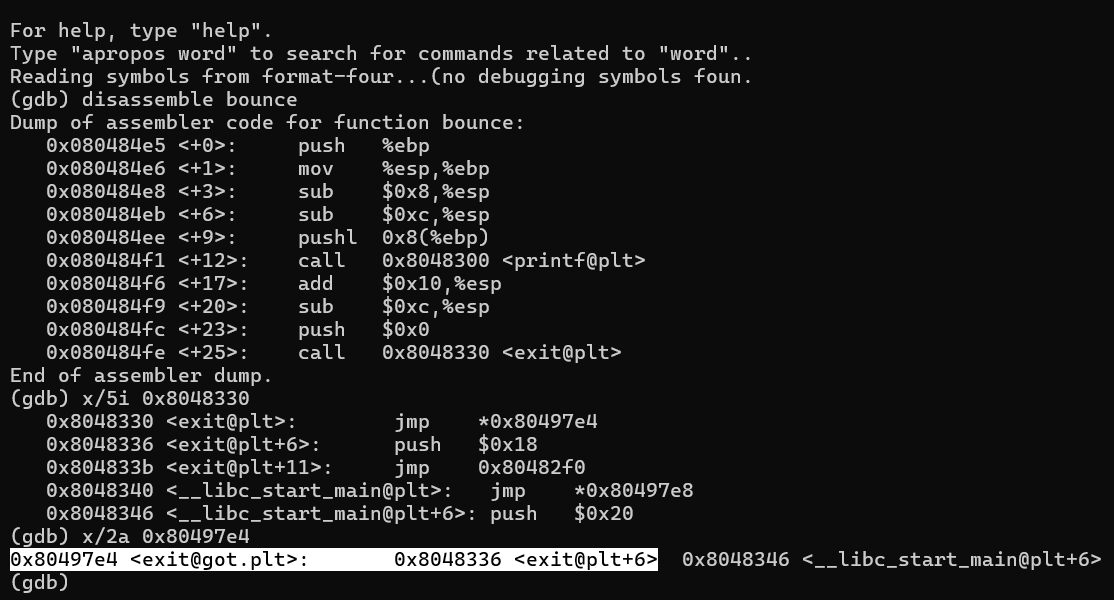 For help, type "help".
Type "apropos word" to search for commands related to "word"..
Reading symbols from format-four...(no debugging symbols foun.
(gdb) disassemble bounce
Dump of assembler code for function bounce:
   0x080484e5 <+0>:     push   %ebp
   0x080484e6 <+1>:     mov    %esp,%ebp
   0x080484e8 <+3>:     sub    $0x8,%esp
   0x080484eb <+6>:     sub    $0xc,%esp
   0x080484ee <+9>:     pushl  0x8(%ebp)
   0x080484f1 <+12>:    call   0x8048300 <printf@plt>
   0x080484f6 <+17>:    add    $0x10,%esp
   0x080484f9 <+20>:    sub    $0xc,%esp
   0x080484fc <+23>:    push   $0x0
   0x080484fe <+25>:    call   0x8048330 <exit@plt>
End of assembler dump.
(gdb) x/5i 0x8048330
   0x8048330 <exit@plt>:        jmp    *0x80497e4
   0x8048336 <exit@plt+6>:      push   $0x18
   0x804833b <exit@plt+11>:     jmp    0x80482f0
   0x8048340 <__libc_start_main@plt>:   jmp    *0x80497e8
   0x8048346 <__libc_start_main@plt+6>: push   $0x20
(gdb) x/2a 0x80497e4
0x80497e4 <exit@got.plt>:       0x8048336 <exit@plt+6>  0x8048346 <__libc_start_main@plt+6>
(gdb)